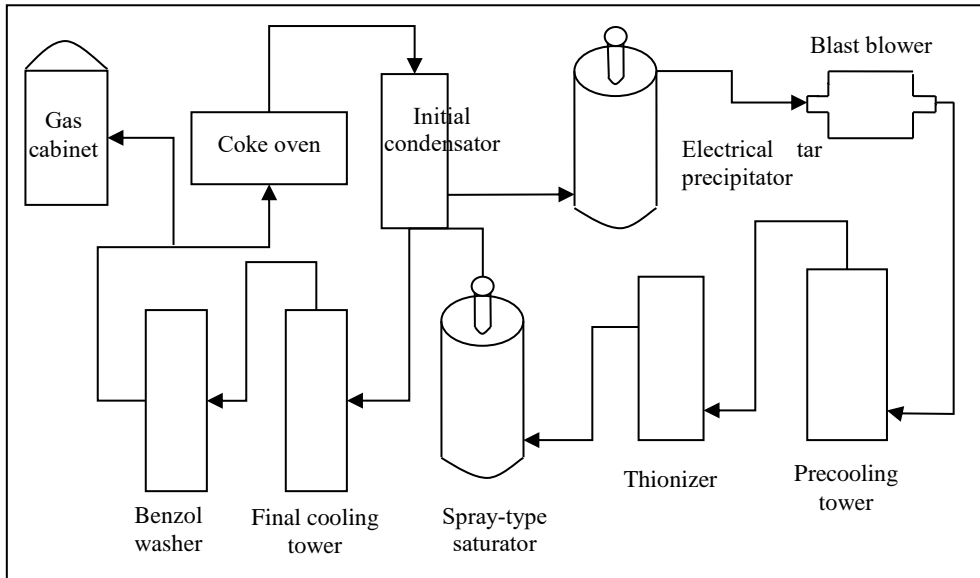 Blast blower
Gas
cabinet
Coke oven
Initial
condensator
Electrical tar
precipitator
Benzol
washer
Final cooling
tower
Spray-type
saturator
Thionizer
Precooling
tower